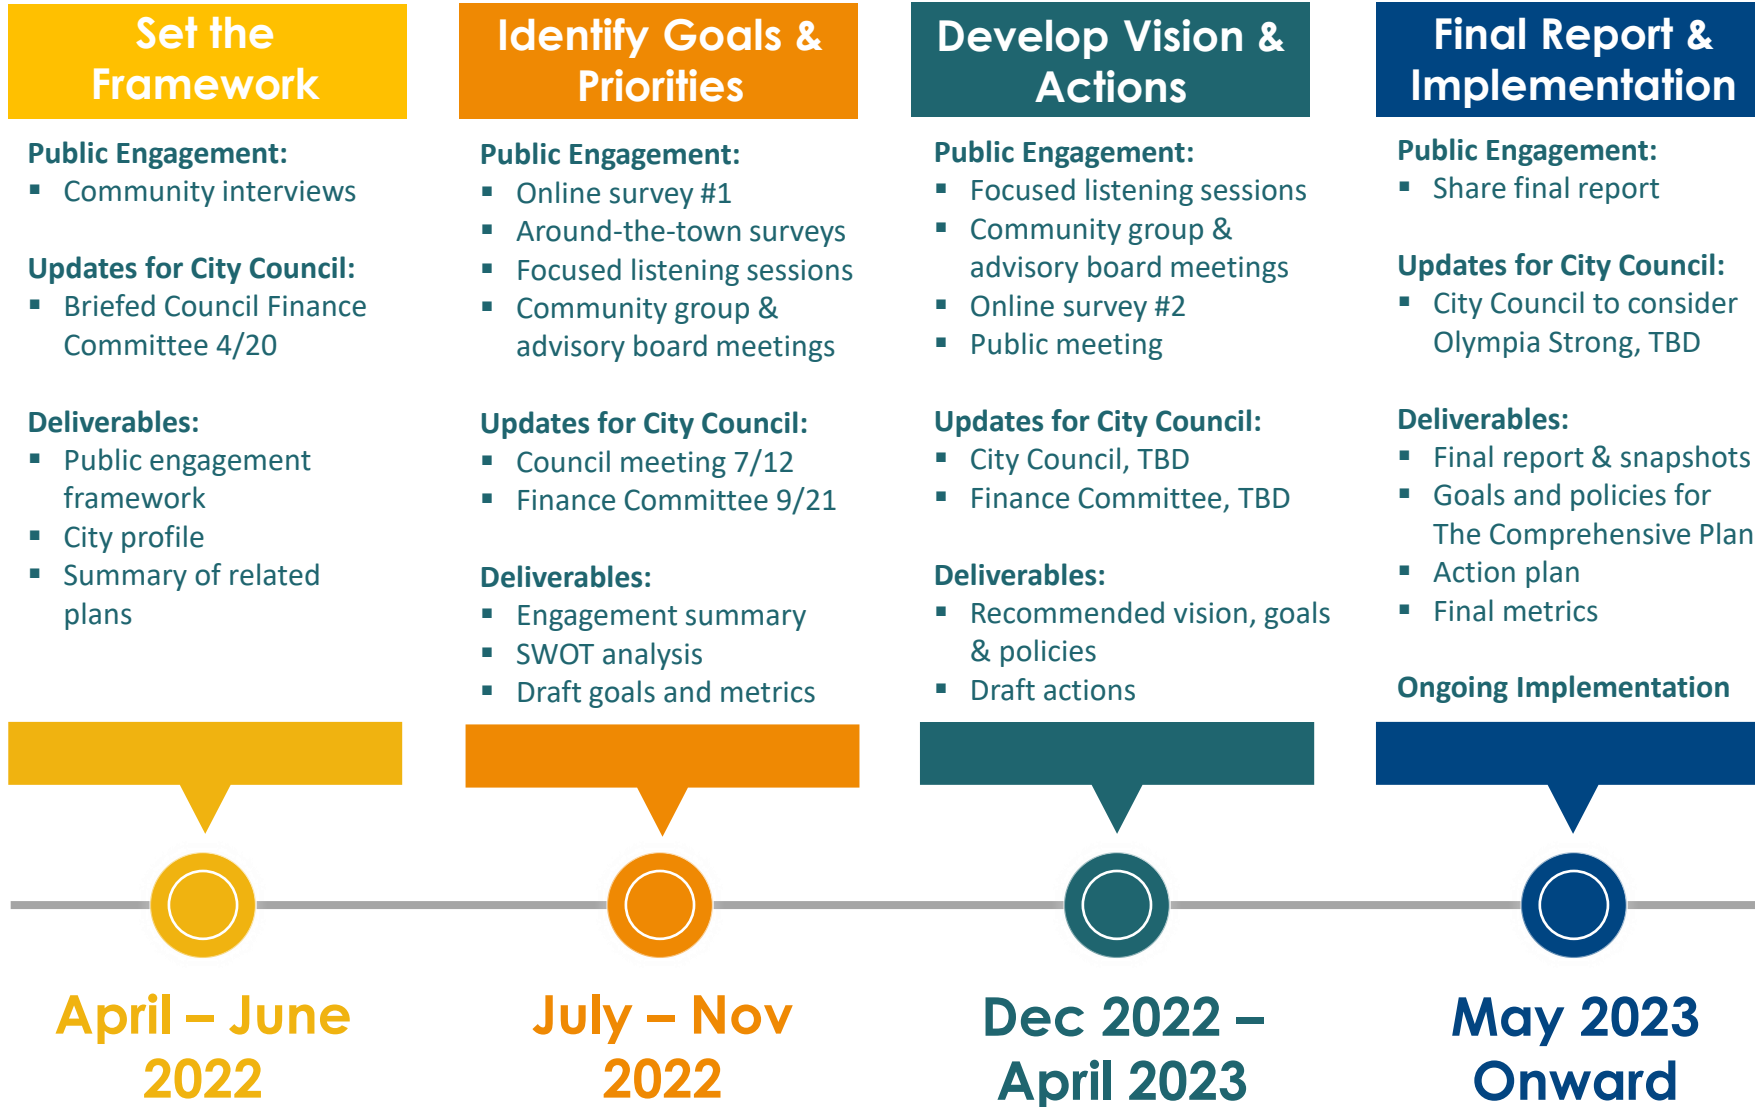 Set the
Framework
Public Engagement:
▪ Community interviews
Updates for City Council:
▪ Briefed Council Finance
Committee 4/20
Deliverables:
▪ Public engagement
framework
▪ City profile
▪ Summary of related
plans
April – June
2022
Identify Goals &
Priorities
Public Engagement:
▪ Online survey #1
▪ Around-the-town surveys
▪ Focused listening sessions
▪ Community group &
advisory board meetings
Updates for City Council:
▪ Council meeting 7/12
▪ Finance Committee 9/21
Deliverables:
▪ Engagement summary
▪ SWOT analysis
▪ Draft goals and metrics
July – Nov
2022
Develop Vision &
Actions
Public Engagement:
▪ Focused listening sessions
▪ Community group &
advisory board meetings
▪ Online survey #2
▪ Public meeting
Updates for City Council:
▪ City Council, TBD
▪ Finance Committee, TBD
Deliverables:
▪ Recommended vision, goals
& policies
▪ Draft actions
Dec 2022 –
April 2023
Final Report &
Implementation
Public Engagement:
▪ Share final report
Updates for City Council:
▪ City Council to consider
Olympia Strong, TBD
Deliverables:
▪ Final report & snapshots
▪ Goals and policies for
The Comprehensive Plan
▪ Action plan
▪ Final metrics
Ongoing Implementation
May 2023
Onward